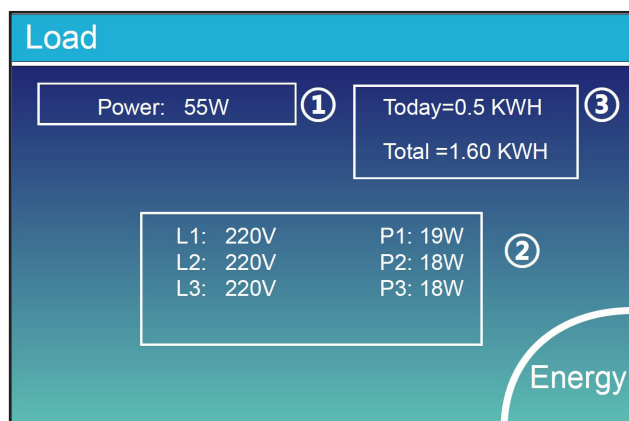 Load
Power: 55W ①
Today=0.5 KWH ③
Total =1.60 KWH
L1: 220V P1: 19W
L2: 220V P2: 18W ②
L3: 220V P3: 18W
Energy